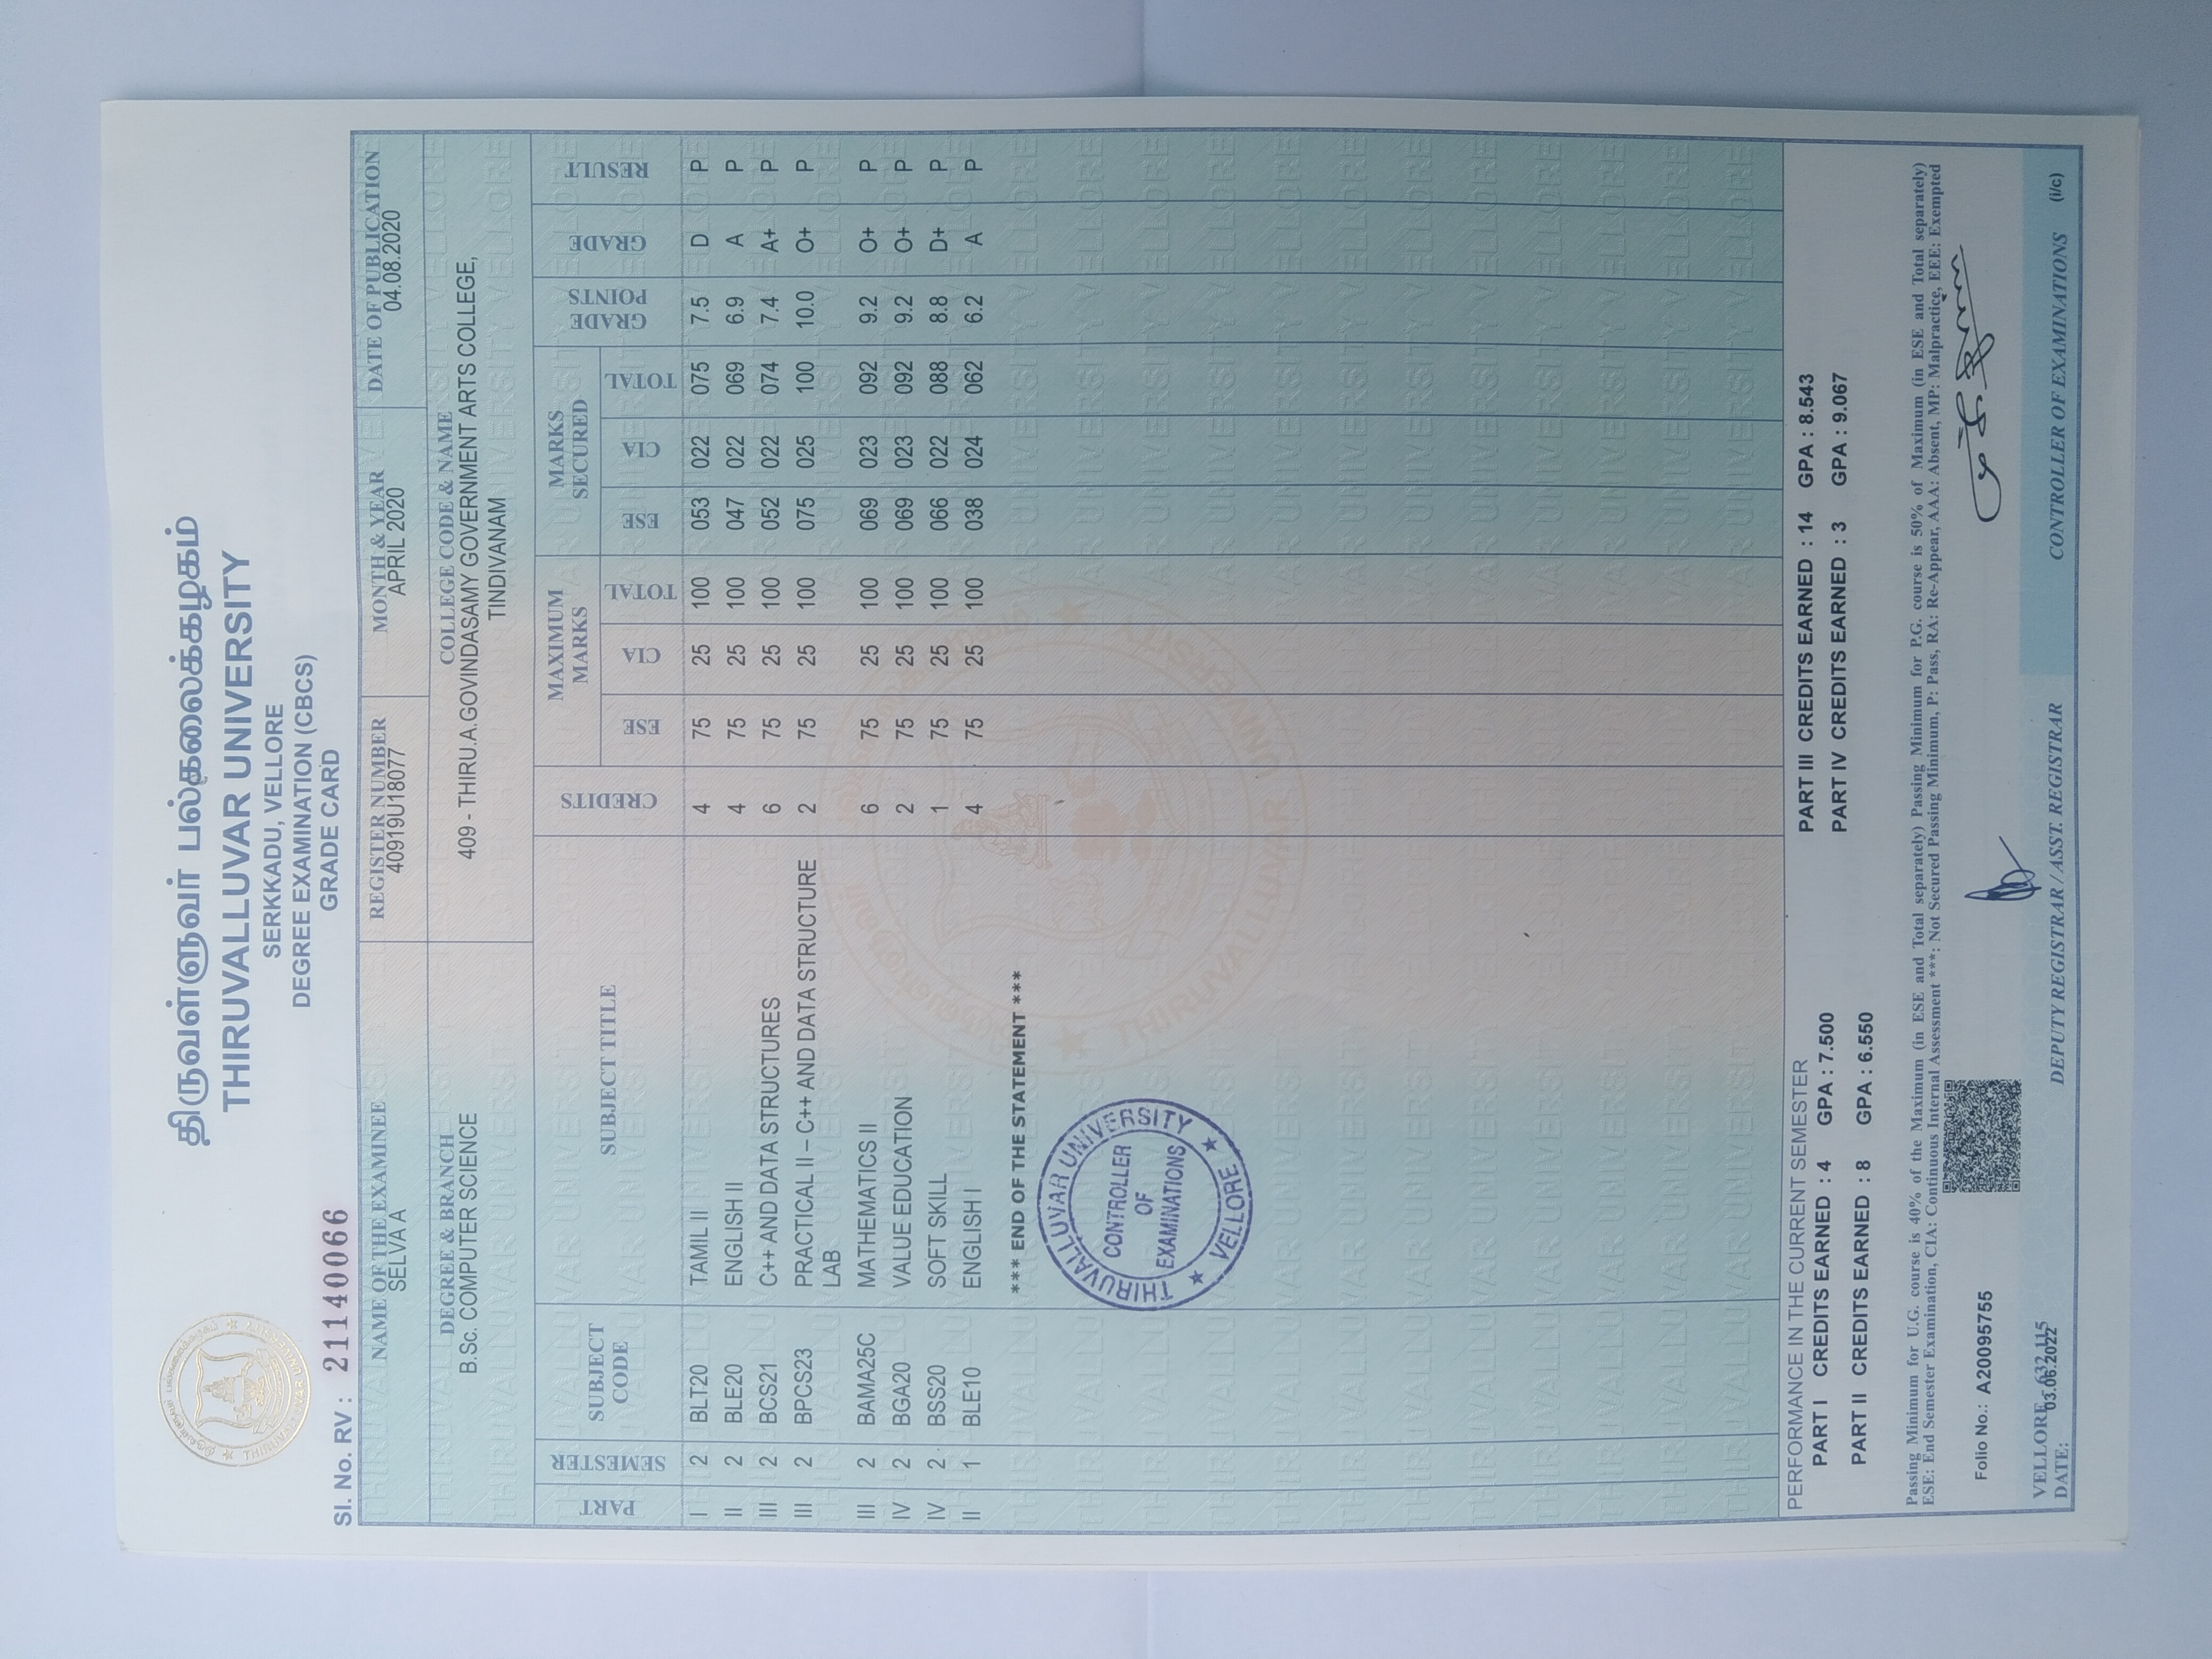 திருவள்ளுவர் பல்கலைக்கழகம்
THIRUVALLUVAR UNIVERSITY
SERKKADU, VELLORE
DEGREE EXAMINATION (CBCS)
GRADE CARD
SI. No. RV : 21140066
NAME OF THE EXAMINEE REGISTER NUMBER MONTH & YEAR DATE OF PUBLICATION
SELVA A 40919U18077 APRIL 2020 04.08.2020
DEGREE & BRANCH COLLEGE CODE & NAME
B.Sc. COMPUTER SCIENCE 409 - THIRU.A.GOVINDASAMY GOVERNMENT ARTS COLLEGE,
TINDIVANAM
PART SEMESTER SUBJECT CODE SUBJECT TITLE CREDITS MAXIMUM MARKS MARKS SECURED GRADE POINTS GRADE RESULT
ESE CIA TOTAL ESE CIA TOTAL
I 2 BLT20 TAMIL II 4 75 25 100 053 022 075 7.5 D P
II 2 BLE20 ENGLISH II 4 75 25 100 047 022 069 6.9 A P
III 2 BCS21 C++ AND DATA STRUCTURES 6 75 25 100 052 022 074 7.4 A+ P
III 2 BPCS23 PRACTICAL II – C++ AND DATA STRUCTURE 2 75 25 100 075 025 100 10.0 O+ P
LAB
III 2 BAMA25C MATHEMATICS II 6 75 25 100 069 023 092 9.2 O+ P
IV 2 BGA20 VALUE EDUCATION 2 75 25 100 069 023 092 9.2 O+ P
IV 2 BSS20 SOFT SKILL 1 75 25 100 066 022 088 8.8 D+ P
II 1 BLE10 ENGLISH I 4 75 25 100 038 024 062 6.2 A P
*** END OF THE STATEMENT ***
THIRUVALLUVAR UNIVERSITY
CONTROLLER
OF
EXAMINATIONS
★ VELLORE ★
PERFORMANCE IN THE CURRENT SEMESTER
PART I CREDITS EARNED : 4 GPA : 7.500 PART III CREDITS EARNED : 14 GPA : 8.543
PART II CREDITS EARNED : 8 GPA : 6.550 PART IV CREDITS EARNED : 3 GPA : 9.067
Passing Minimum for U.G. course is 40% of the Maximum (in ESE and Total separately) Passing Minimum for P.G. course is 50% of Maximum (in ESE and Total separately)
ESE: End Semester Examination, CIA: Continuous Internal Assessment ***: Not Secured Passing Minimum, P: Pass, RA: Re-Appear, AAA: Absent, MP: Malpractice, EEE: Exempted
Folio No.: A20095755
VELLORE - 632 115
DATE: 03.06.2022
DEPUTY REGISTRAR / ASST. REGISTRAR CONTROLLER OF EXAMINATIONS (i/c)